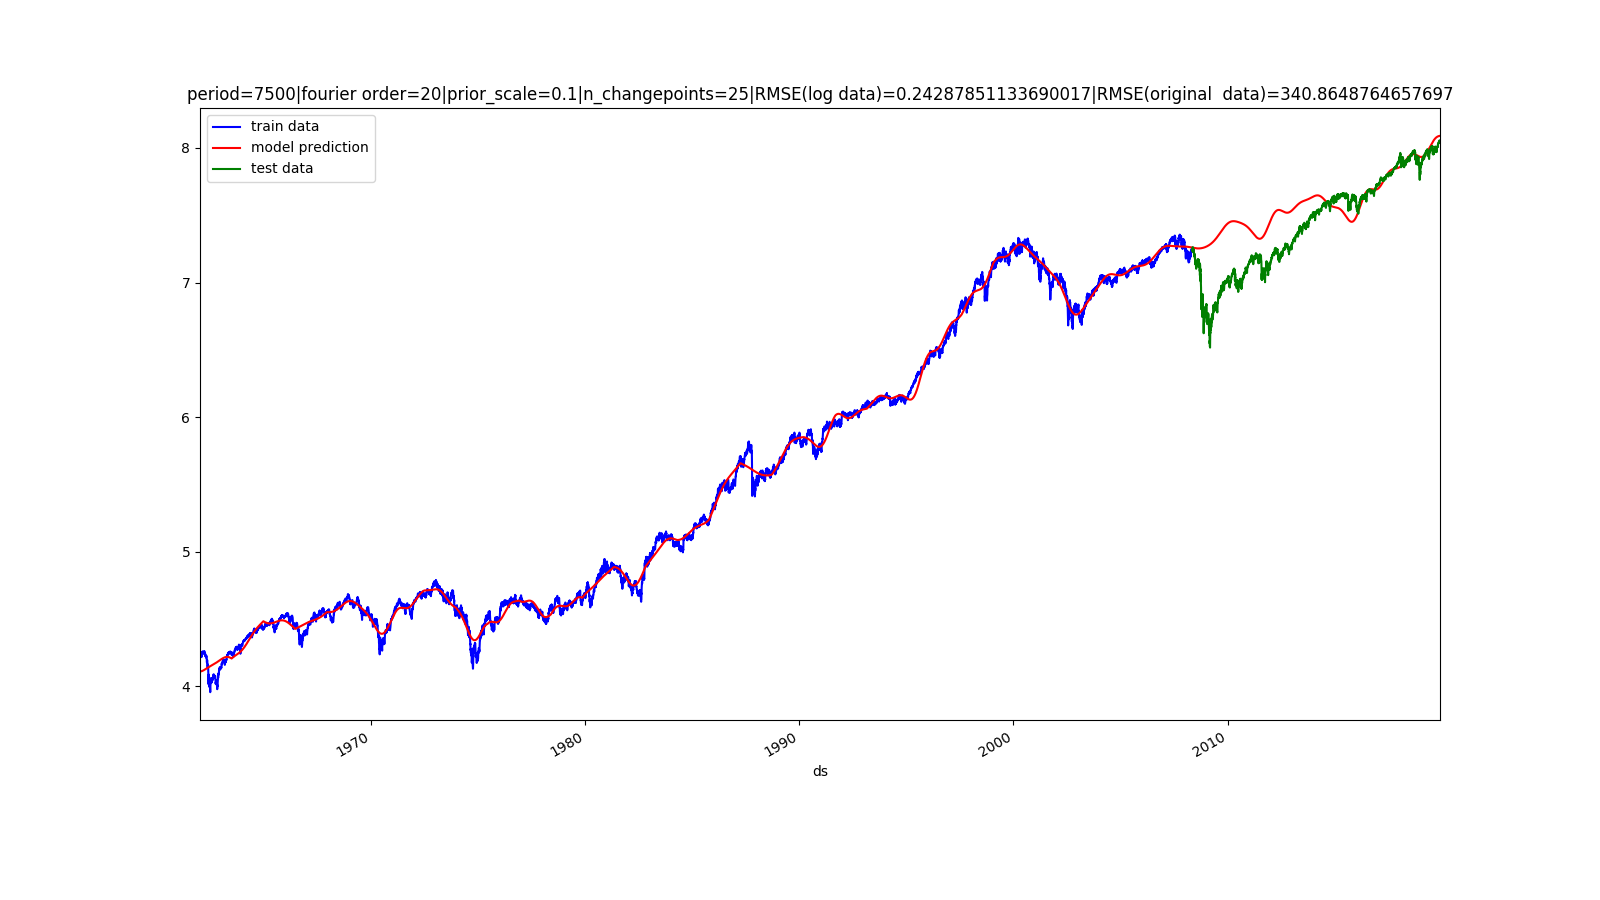 period=7500|fourier order=20|prior_scale=0.1|n_changepoints=25|RMSE(log data)=0.24287851133690017|RMSE(original  data)=340.8648764657697
train data
model prediction
test data
8
7
6
5
4
1970
1980
1990
2000
2010
ds